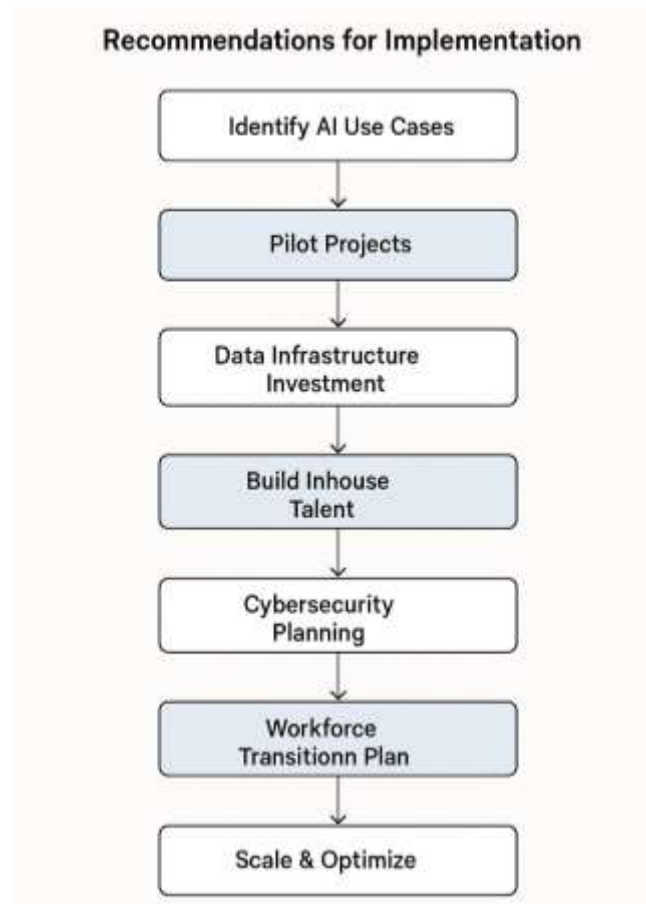 Recommendations for Implementation
Identify AI Use Cases
Pilot Projects
Data Infrastructure
Investment
Build Inhouse
Talent
Cybersecurity
Planning
Workforce
Transitionn Plan
Scale & Optimize